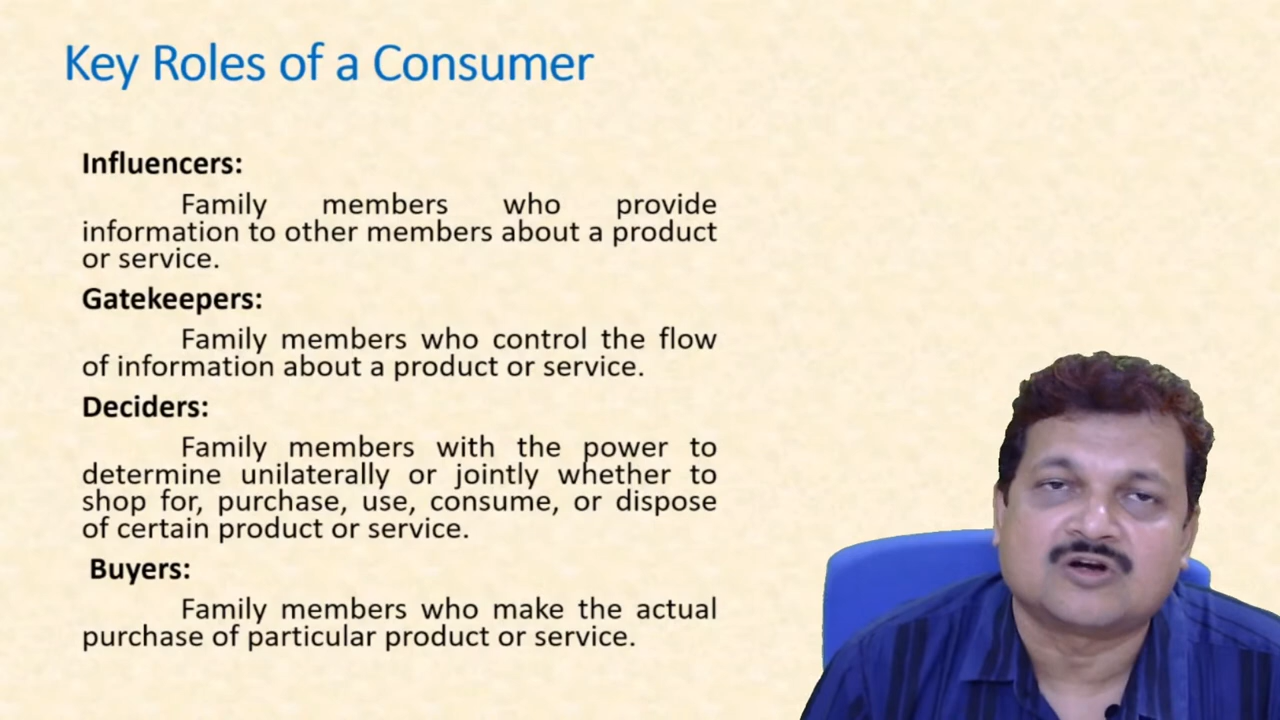 Key Roles of a Consumer
Influencers:
Family members who provide
information to other members about a product
or service.
Gatekeepers:
Family members who control the flow
of information about a product or service.
Deciders:
Family members with the power to
determine unilaterally or jointly whether to
shop for, purchase, use, consume, or dispose
of certain product or service.
Buyers:
Family members who make the actual
purchase of particular product or service.